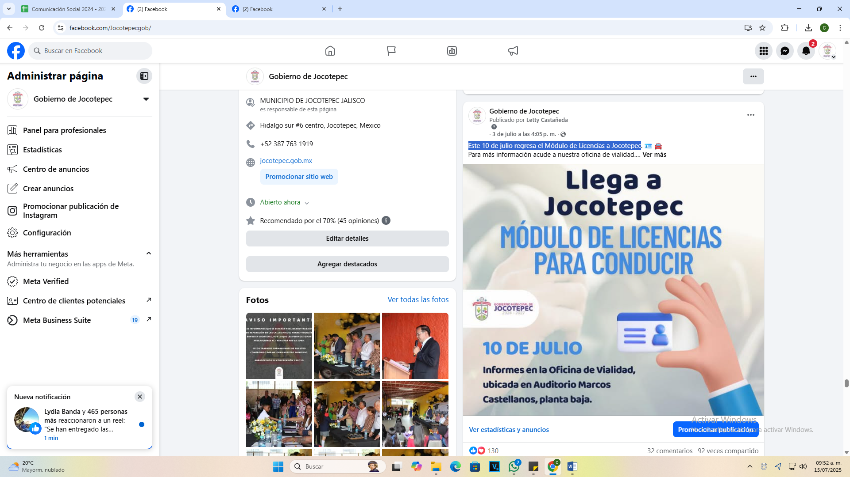 Comunicación Social 2024 - 2
(2) Facebook
(2) Facebook
facebook.com/Jocotepecgob/
Buscar en Facebook
2
Administrar página
Gobierno de Jocotepec
Panel para profesionales
Estadísticas
Centro de anuncios
Crear anuncios
Promocionar publicación de
Instagram
Configuración
Más herramientas
Administra tu negocio en las apps de Meta.
Meta Verified
Centro de clientes potenciales
Meta Business Suite
19
Nueva notificación
Lydia Banda y 465 personas
más reaccionaron a un reel:
"Se han entregado las...
1 min
Gobierno de Jocotepec
MUNICIPIO DE JOCOTEPEC JALISCO
es responsable de esta página
Hidalgo sur #6 centro, Jocotepec, Mexico
+52 387 763 1919
jocotepec.gob.mx
Promocionar sitio web
Abierto ahora
Recomendado por el 70% (45 opiniones)
Editar detalles
Agregar destacados
Fotos
Ver todas las fotos
AVISO IMPORTANTE
Gobierno de Jocotepec
Publicado por Letty Castañeda
· 3 de julio a las 4:05 p. m. ·
Este 10 de julio regresa el Módulo de Licencias a Jocotepec
Para más información acude a nuestra oficina de vialidad.... Ver más
Llega a
Jocotepec
MÓDULO DE LICENCIAS
PARA CONDUCIR
JOCOTEPEC
10 DE JULIO
Informes en la Oficina de Vialidad,
ubicada en Auditorio Marcos
Castellanos, planta baja.
Activar Windows
Ver estadísticas y anuncios
Promocionar publicación
activar Windows.
130
32 comentarios
92 veces compartido
20°C
Mayorm. nublado
Buscar
09:52 a. m.
15/07/2025